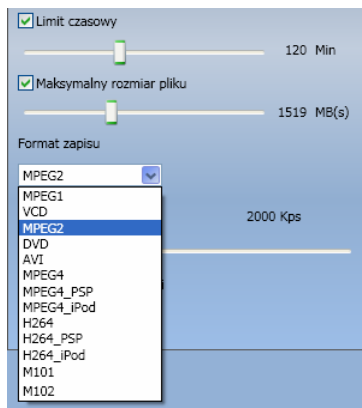 Limit czasowy
120 Min
Maksymalny rozmiar pliku
1519 MB(s)
Format zapisu
MPEG2
MPEG1
VCD
MPEG2
2000 Kps
DVD
AVI
MPEG4
MPEG4_PSP
MPEG4_iPod
H264
H264_PSP
H264_iPod
M101
M102